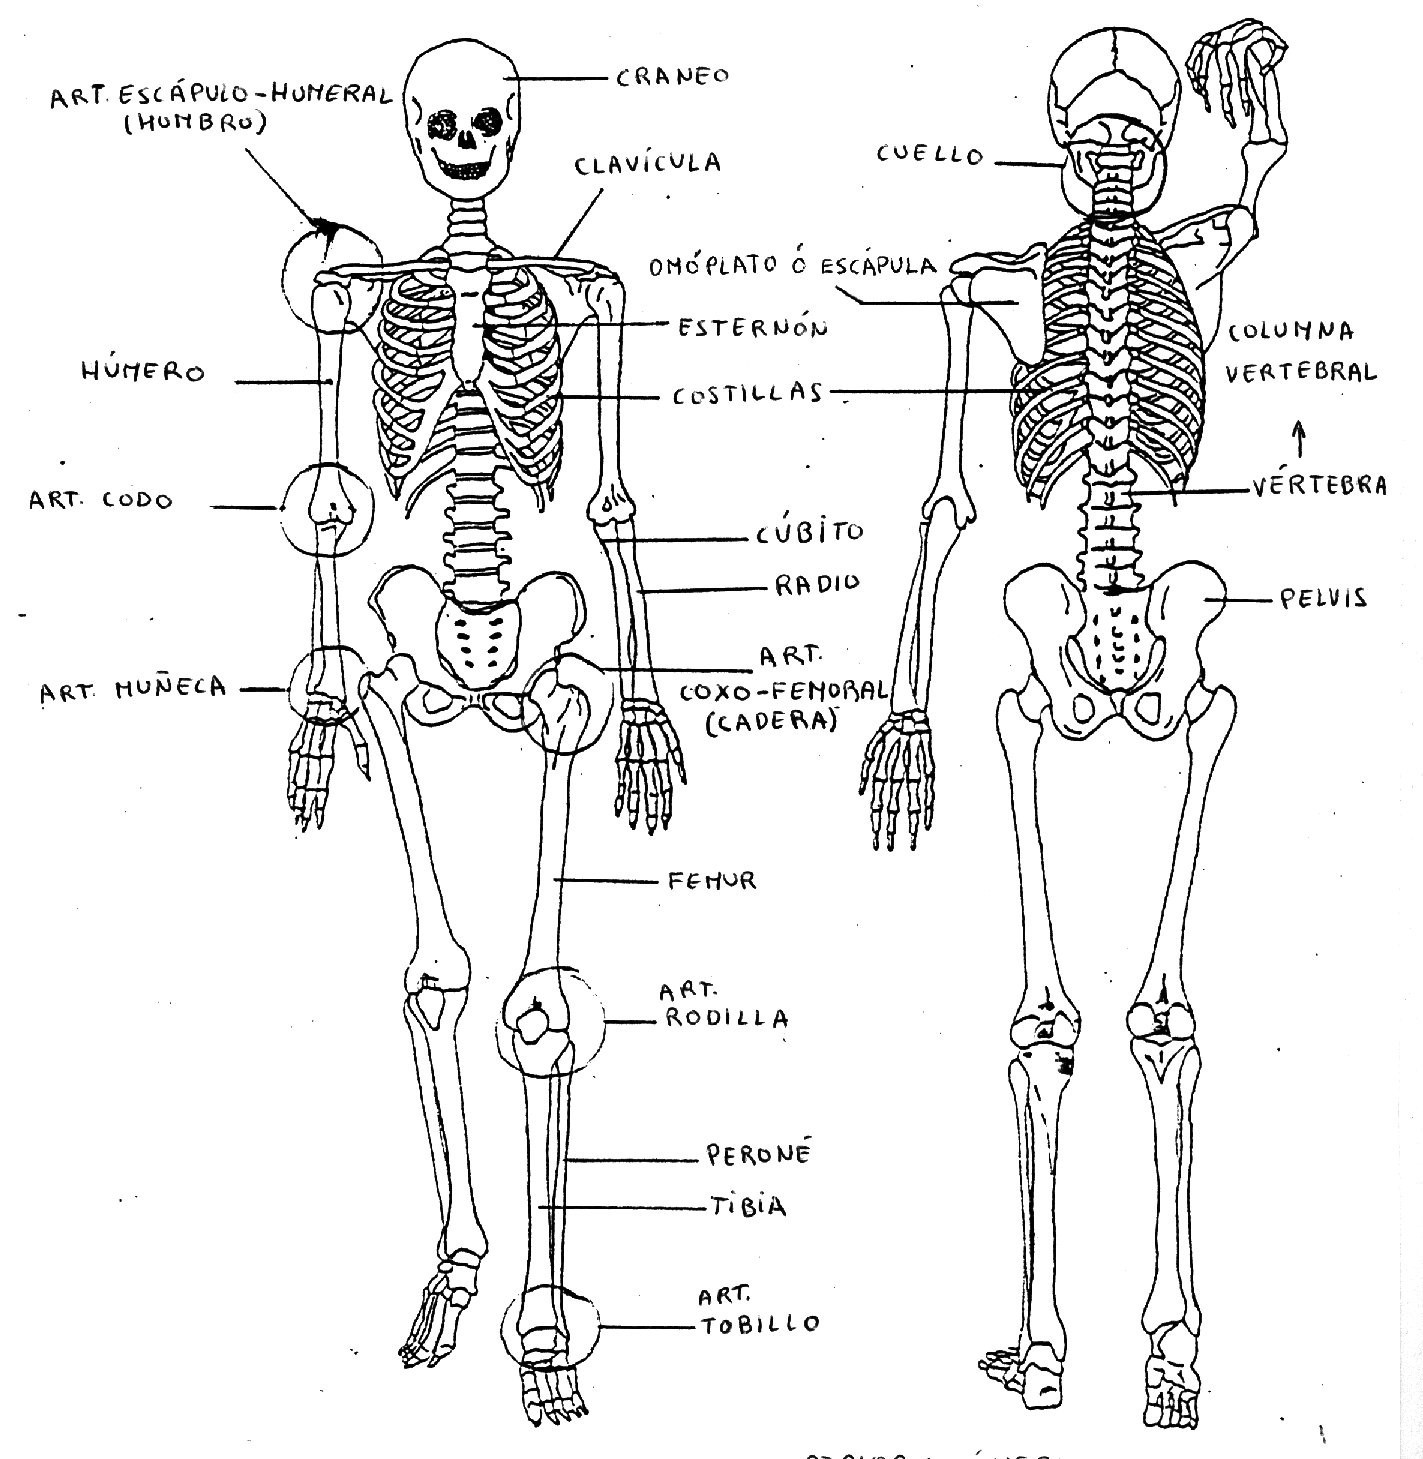 CRANEO
ART. ESCÁPULO-HUMERAL
(HOMBRO)
CLAVÍCULA
CUELLO
OMÓPLATO Ó ESCÁPULA
ESTERNÓN
COLUMNA
VERTEBRAL
HÚMERO
COSTILLAS
VÉRTEBRA
ART. CODO
CÚBITO
RADIO
PELVIS
ART.
COXO-FEMORAL
(CADERA)
ART. MUÑECA
FEMUR
ART.
RODILLA
PERONÉ
TIBIA
ART.
TOBILLO